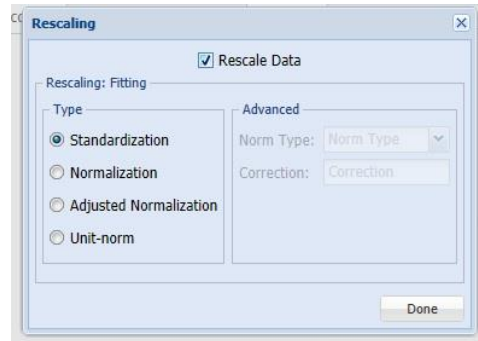 Rescaling
Rescale Data
Rescaling: Fitting
Type
Standardization
Normalization
Adjusted Normalization
Unit-norm
Advanced
Norm Type: Norm Type
Correction: Correction
Done